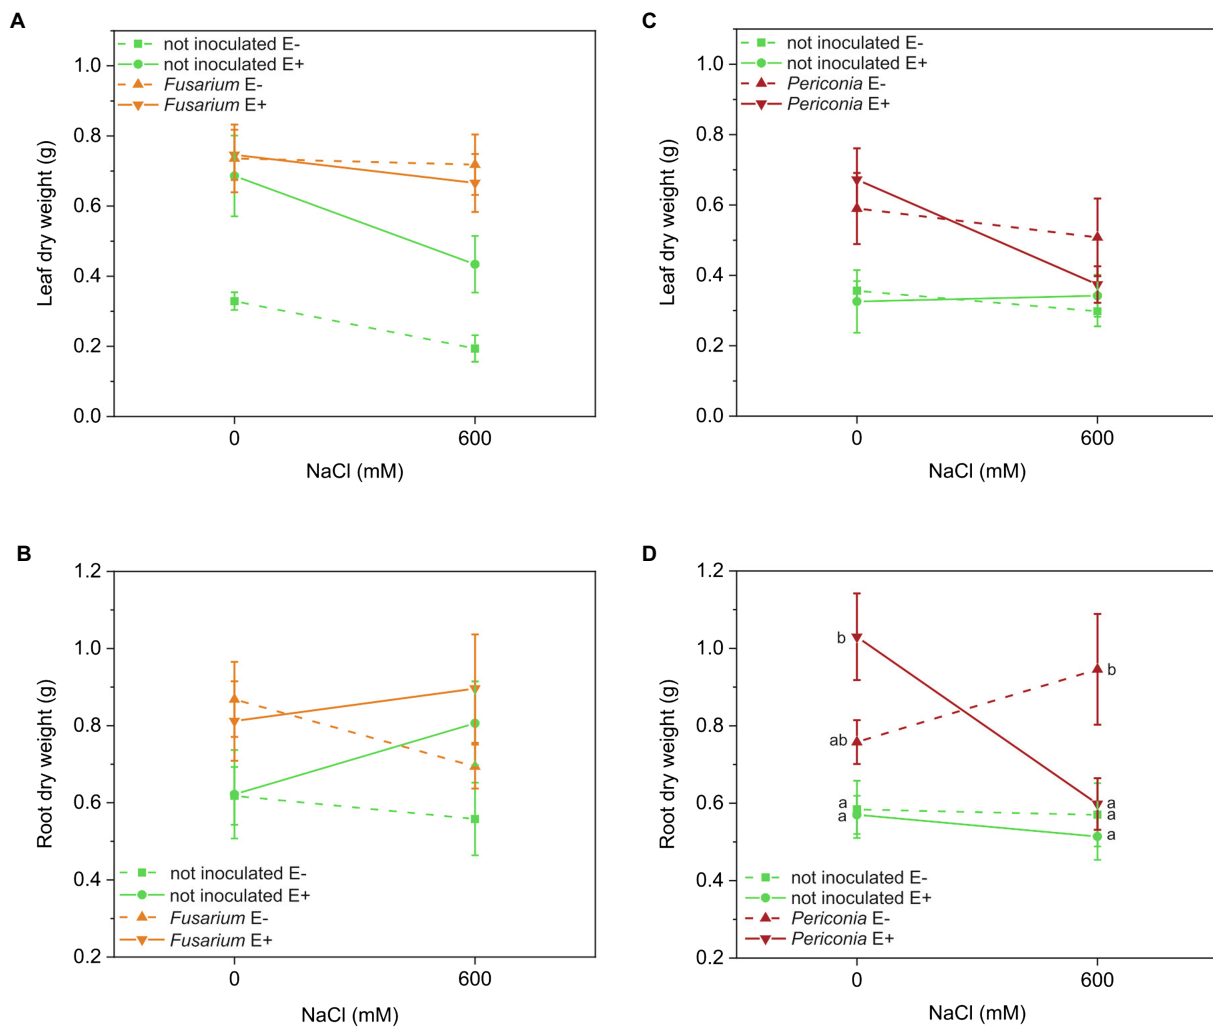 A
not inoculated E-
not inoculated E+
Fusarium E-
Fusarium E+
1.0
0.8
0.6
0.4
0.2
0.0
Leaf dry weight (g)
0 600
NaCl (mM)
C
not inoculated E-
not inoculated E+
Periconia E-
Periconia E+
1.0
0.8
0.6
0.4
0.2
0.0
Leaf dry weight (g)
0 600
NaCl (mM)
B
1.2
1.0
0.8
0.6
0.4
0.2
Root dry weight (g)
not inoculated E-
not inoculated E+
Fusarium E-
Fusarium E+
0 600
NaCl (mM)
D
1.2
1.0
0.8
0.6
0.4
0.2
Root dry weight (g)
b
b
ab
a
a
a
a
a
not inoculated E-
not inoculated E+
Periconia E-
Periconia E+
0 600
NaCl (mM)